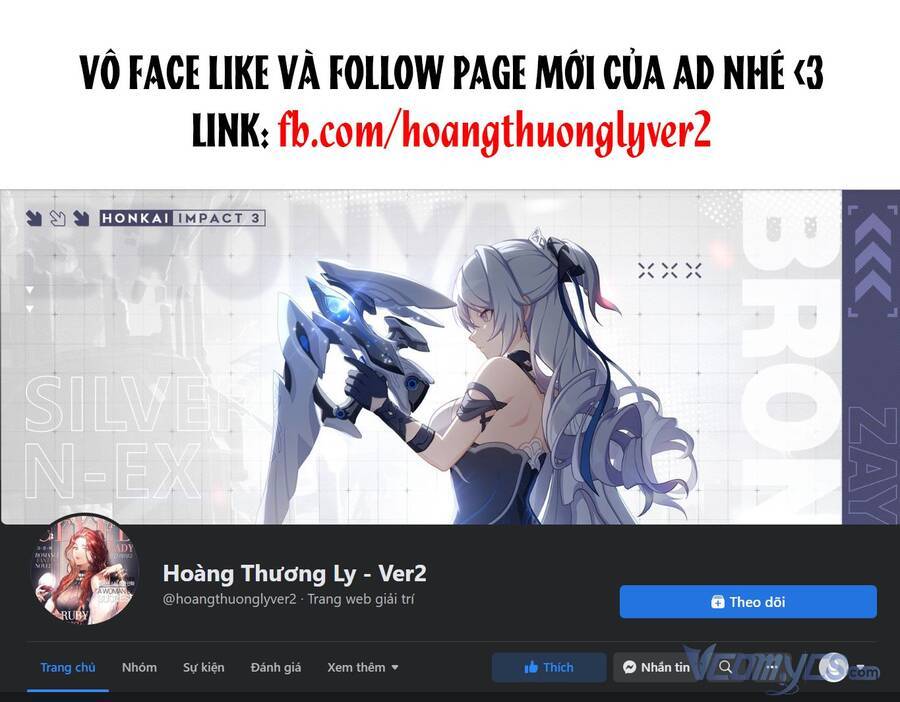 VÔ FACE LIKE VÀ FOLLOW PAGE MỚI CỦA AD NHÉ <3
LINK: fb.com/hoangthuonglyver2
HONKAI IMPACT 3
BRON
ZAY
SILVER
N-EX
LADY
RUBY
Hoàng Thương Ly - Ver2
@hoangthuonglyver2 · Trang web giải trí
Theo dõi
Trang chủ Nhóm Sự kiện Đánh giá Xem thêm
Thích Nhắn tin